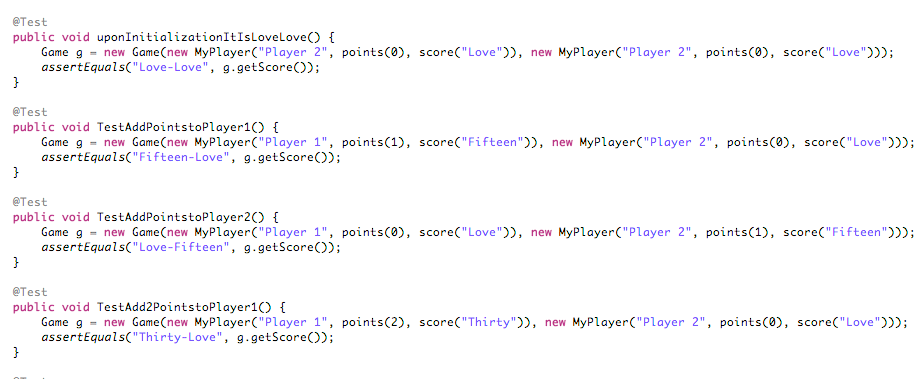 @Test
public void uponInitializationItIsLoveLove() {
    Game g = new Game(new MyPlayer("Player 2", points(0), score("Love")), new MyPlayer("Player 2", points(0), score("Love")));
    assertEquals("Love-Love", g.getScore());
}
@Test
public void TestAddPointstoPlayer1() {
    Game g = new Game(new MyPlayer("Player 1", points(1), score("Fifteen")), new MyPlayer("Player 2", points(0), score("Love")));
    assertEquals("Fifteen-Love", g.getScore());
}
@Test
public void TestAddPointstoPlayer2() {
    Game g = new Game(new MyPlayer("Player 1", points(0), score("Love")), new MyPlayer("Player 2", points(1), score("Fifteen")));
    assertEquals("Love-Fifteen", g.getScore());
}
@Test
public void TestAdd2PointstoPlayer1() {
    Game g = new Game(new MyPlayer("Player 1", points(2), score("Thirty")), new MyPlayer("Player 2", points(0), score("Love")));
    assertEquals("Thirty-Love", g.getScore());
}